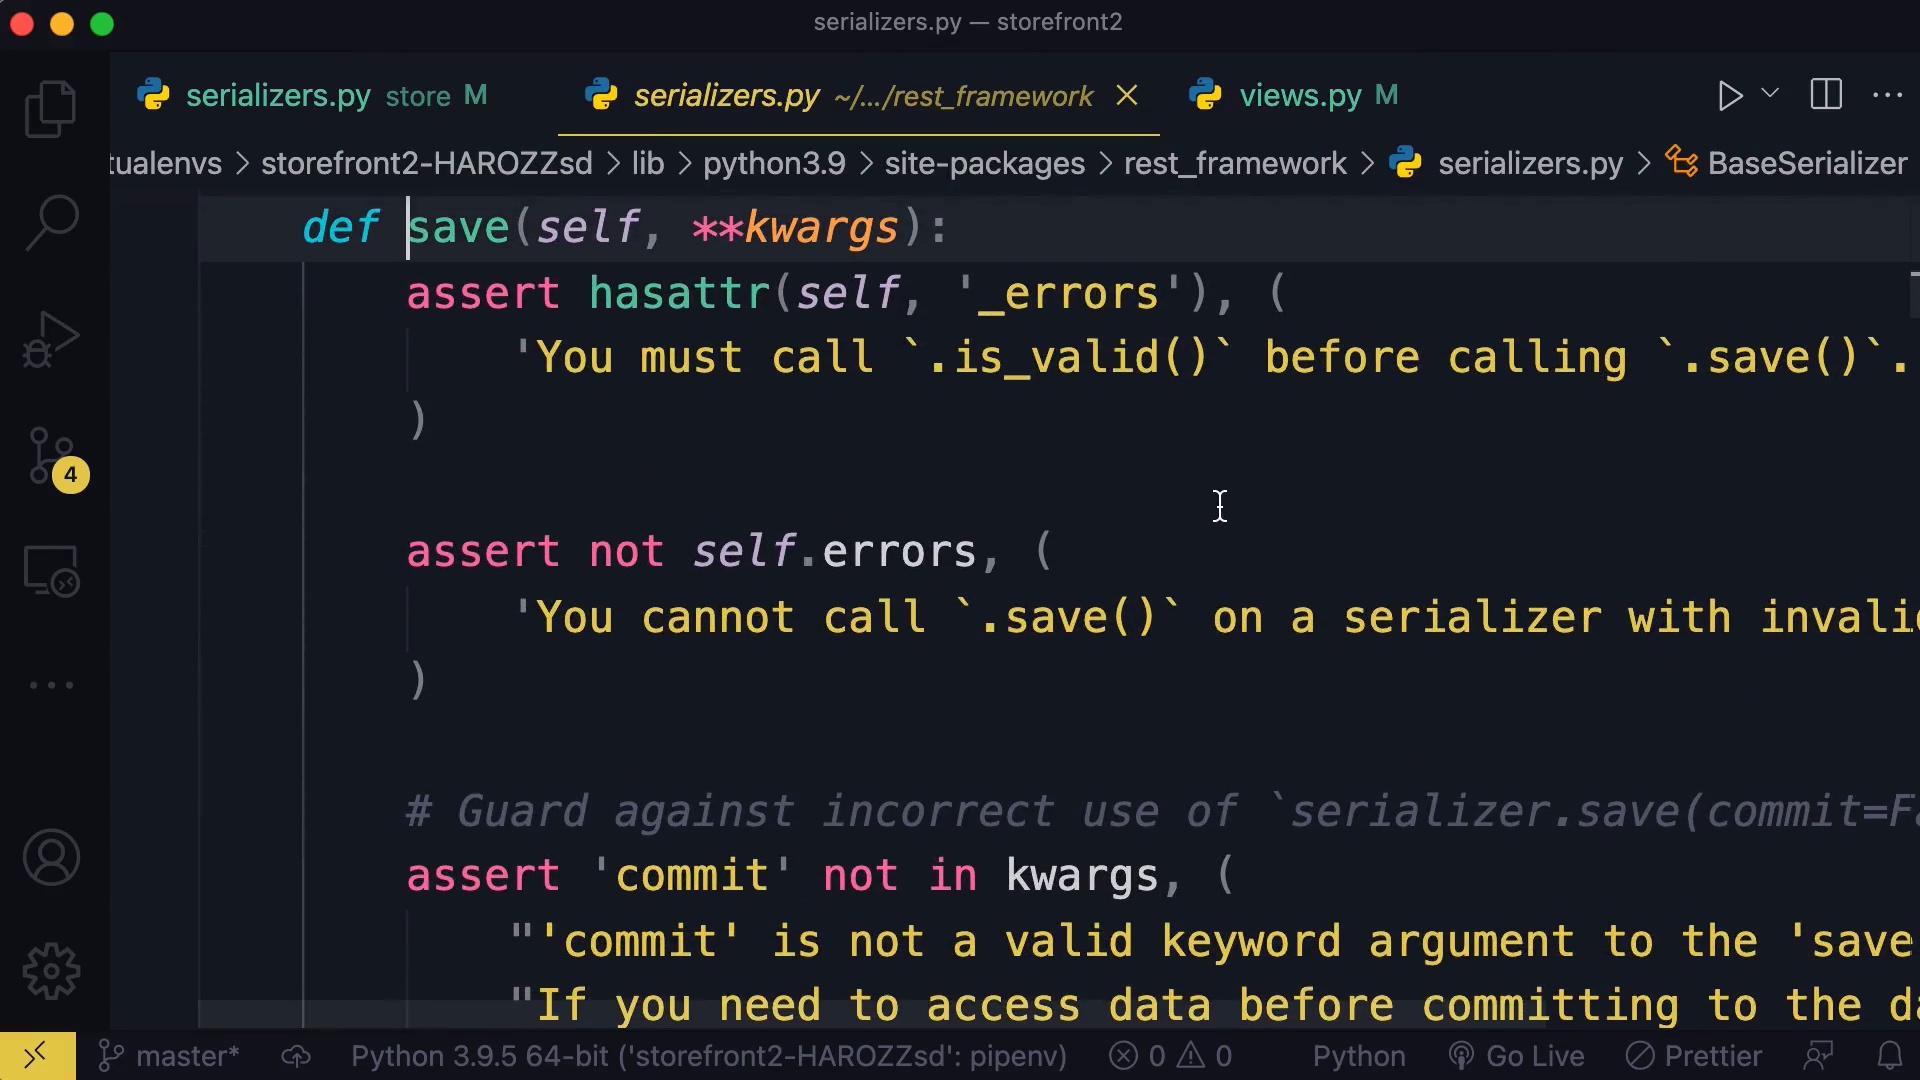 serializers.py — storefront2
serializers.py store M
serializers.py ~/.../rest_framework
views.py M
tualenvs > storefront2-HAROZZsd > lib > python3.9 > site-packages > rest_framework > serializers.py > BaseSerializer
def save(self, **kwargs):
assert hasattr(self, '_errors'), (
'You must call `.is_valid()` before calling `.save()`.
)
assert not self.errors, (
'You cannot call `.save()` on a serializer with invalid
)
# Guard against incorrect use of `serializer.save(commit=Fa
assert 'commit' not in kwargs, (
"'commit' is not a valid keyword argument to the 'save
"If you need to access data before committing to the da
4
master* Python 3.9.5 64-bit ('storefront2-HAROZZsd': pipenv) 0 0 Python Go Live Prettier